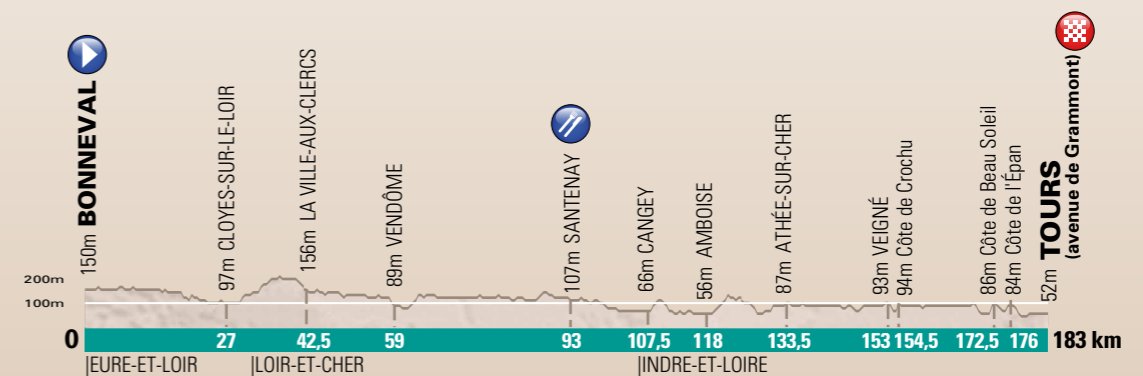 150m BONNEVAL
97m CLOYES-SUR-LE-LOIR
156m LA VILLE-AUX-CLERCS
89m VENDÔME
107m SANTENAY
66m CANGEY
56m AMBOISE
87m ATHÉE-SUR-CHER
93m VEIGNÉ
94m Côte de Crochu
86m Côte de Beau Soleil
84m Côte de l'Épan
52m TOURS
(avenue de Grammont)
200m
100m
0 27 42,5 59 93 107,5 118 133,5 153 154,5 172,5 176 183 km
|EURE-ET-LOIR |LOIR-ET-CHER |INDRE-ET-LOIRE